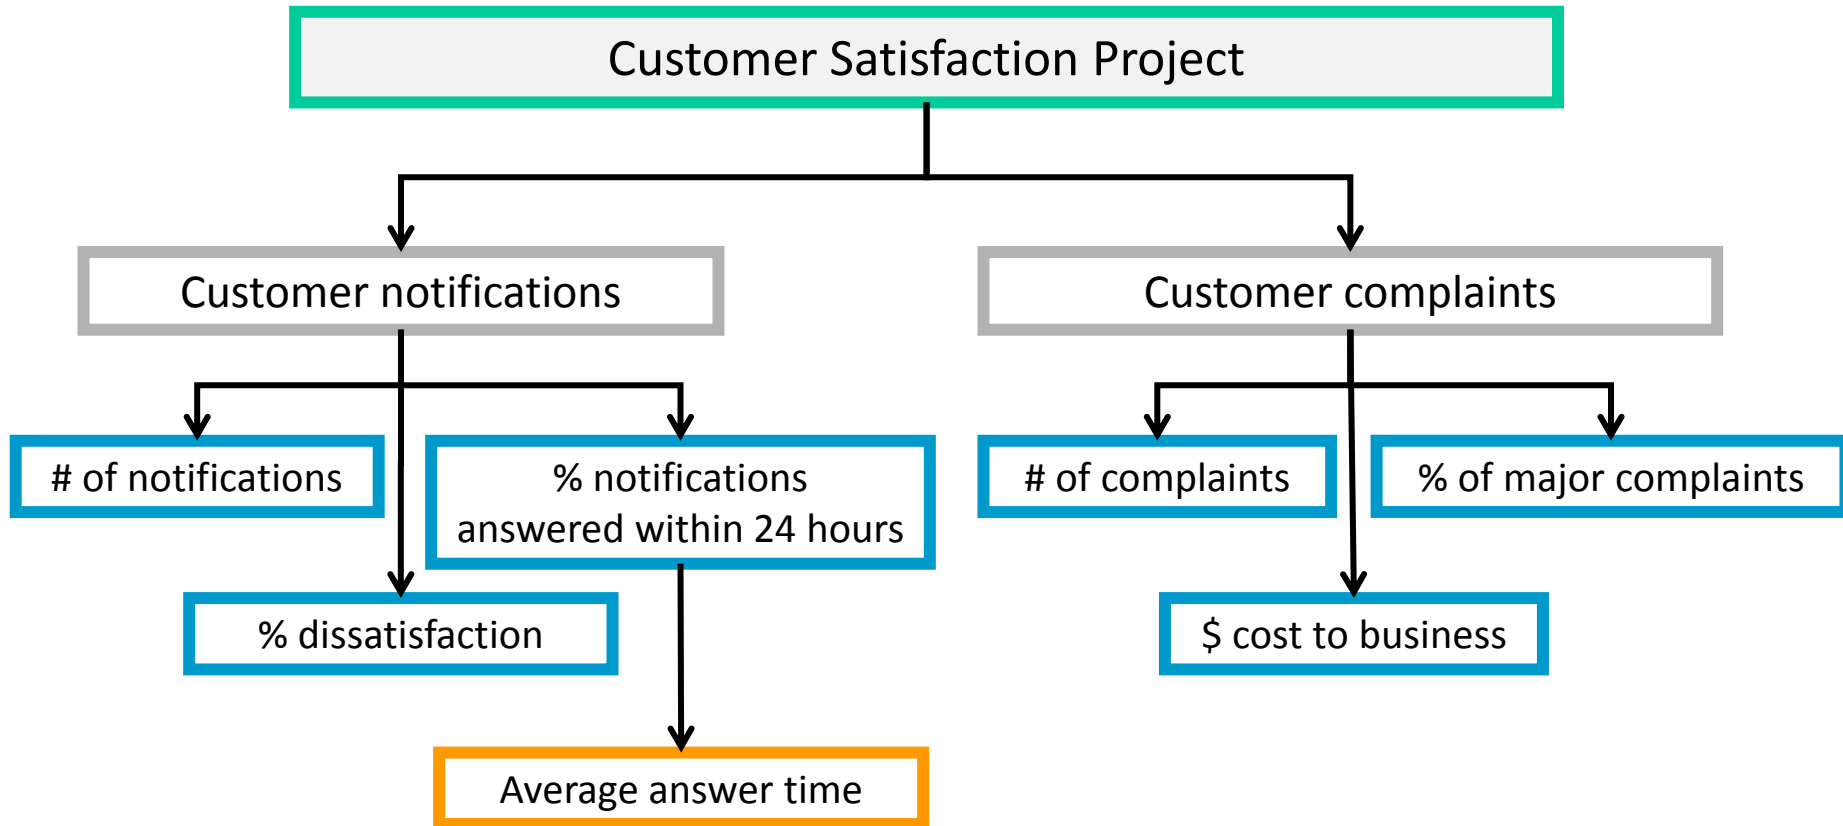 Customer Satisfaction Project
Customer notifications
Customer complaints
# of notifications
% notifications
answered within 24 hours
# of complaints
% of major complaints
% dissatisfaction
$ cost to business
Average answer time